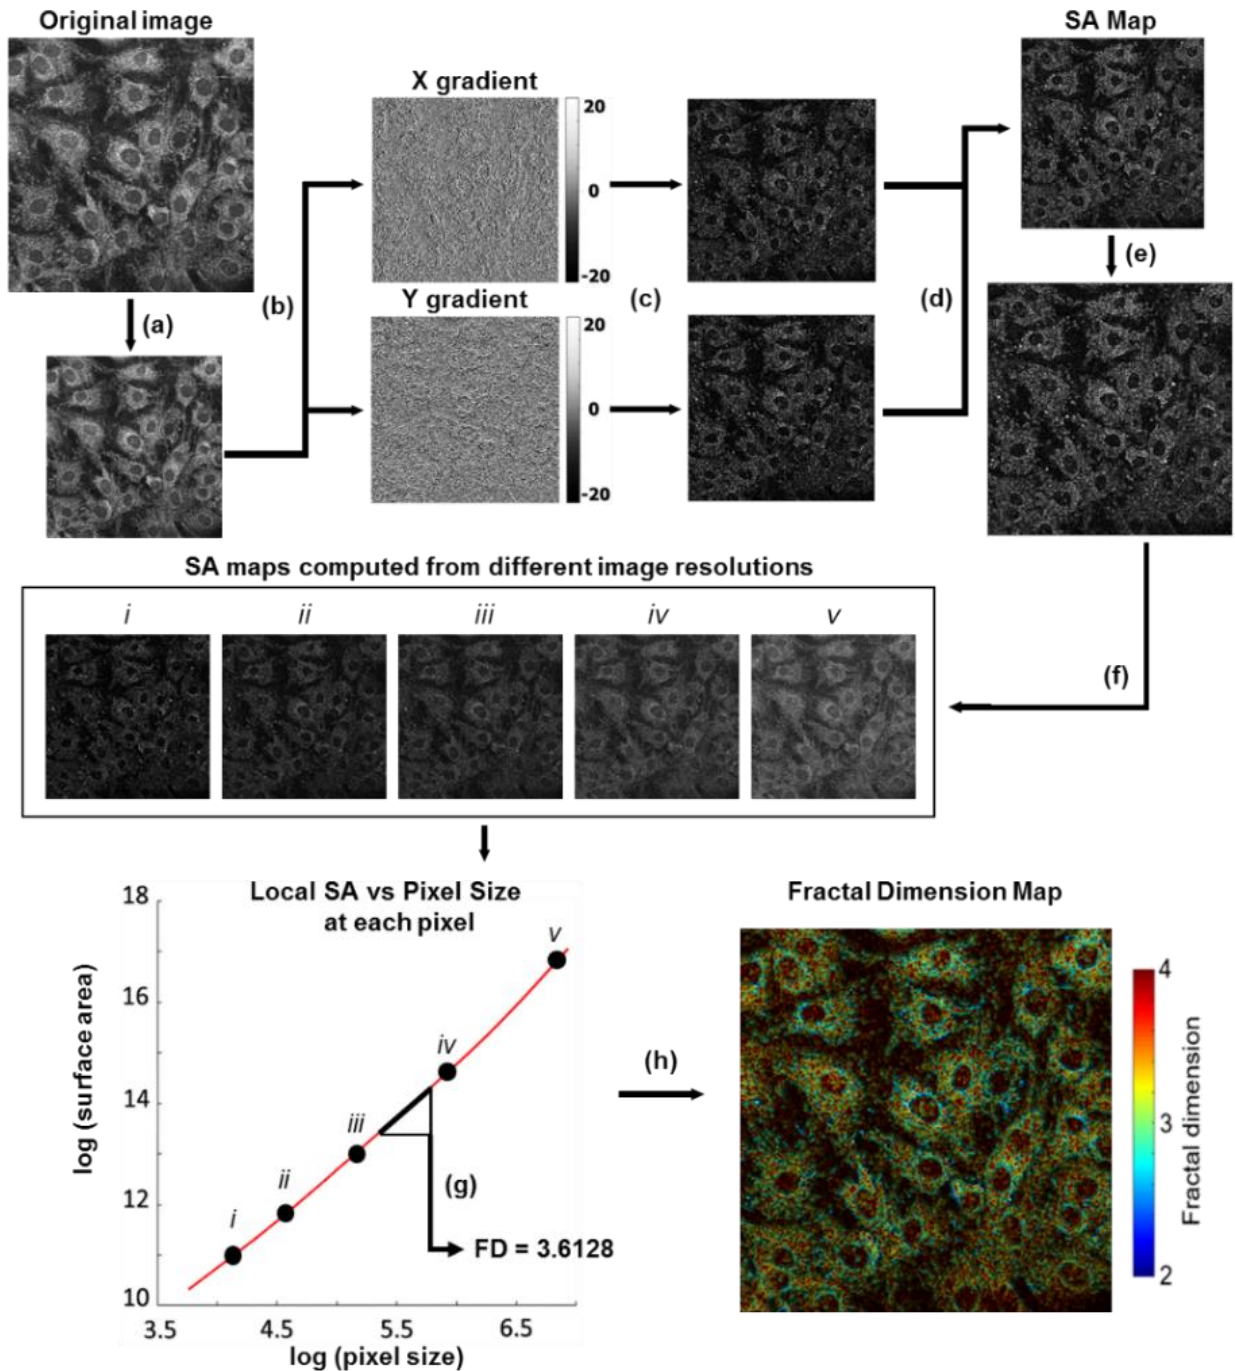 Original image
SA Map
X gradient
20
0
-20
(a)
(b)
(c)
(d)
(e)
Y gradient
20
0
-20
SA maps computed from different image resolutions
i
ii
iii
iv
v
(f)
Local SA vs Pixel Size
at each pixel
18
16
14
12
10
log (surface area)
i
ii
iii
iv
v
(g)
FD = 3.6128
3.5
4.5
5.5
6.5
log (pixel size)
(h)
Fractal Dimension Map
4
3
2
Fractal dimension